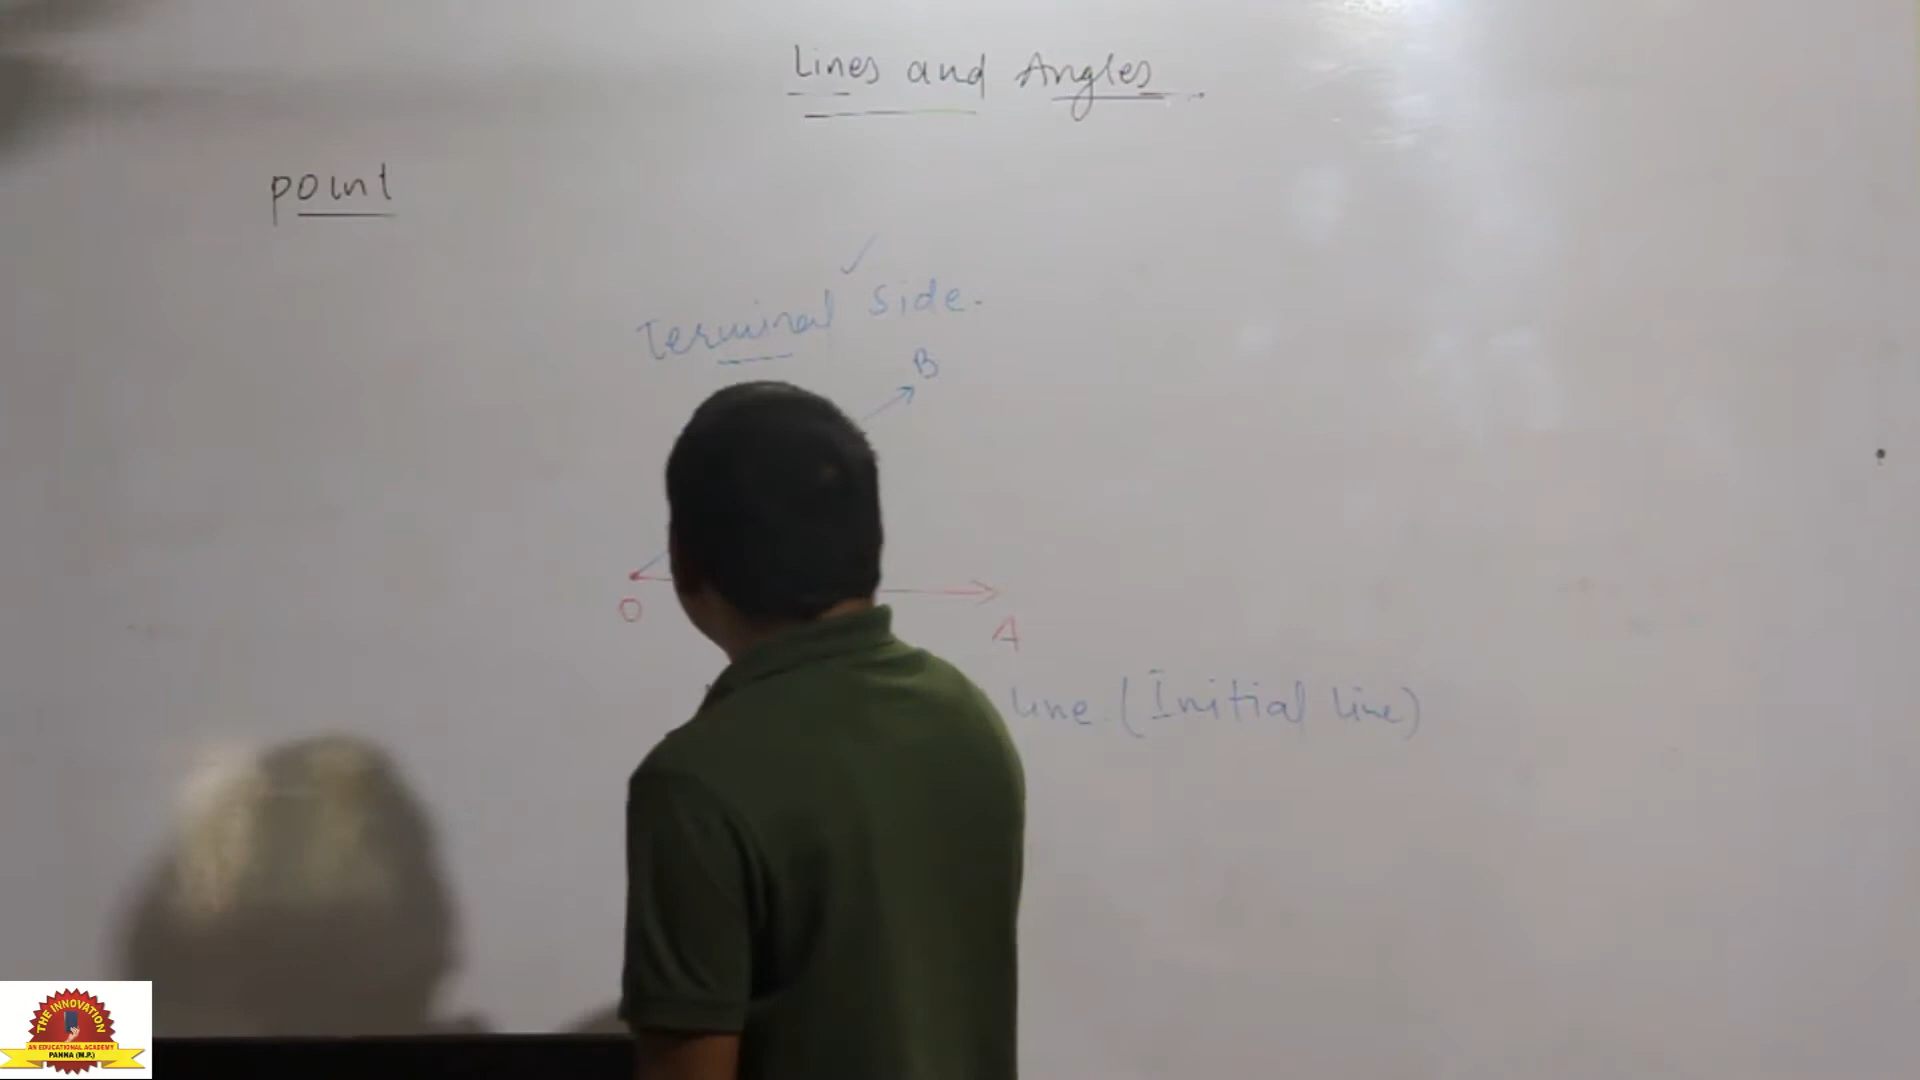 Lines and Angles
point
Terminal side.
B
O
A
line. (Initial line)
THE INNOVATION
AN EDUCATIONAL ACADEMY
PANNA (M.P.)